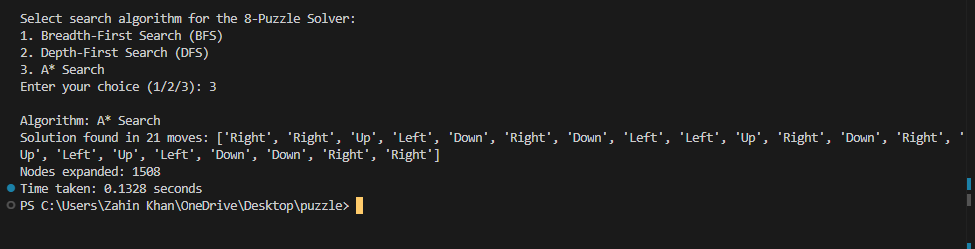 Select search algorithm for the 8-Puzzle Solver:
1. Breadth-First Search (BFS)
2. Depth-First Search (DFS)
3. A* Search
Enter your choice (1/2/3): 3
Algorithm: A* Search
Solution found in 21 moves: ['Right', 'Right', 'Up', 'Left', 'Down', 'Right', 'Down', 'Left', 'Left', 'Up', 'Right', 'Down', 'Right', '
Up', 'Left', 'Up', 'Left', 'Down', 'Down', 'Right', 'Right']
Nodes expanded: 1508
Time taken: 0.1328 seconds
PS C:\Users\Zahin Khan\OneDrive\Desktop\puzzle>